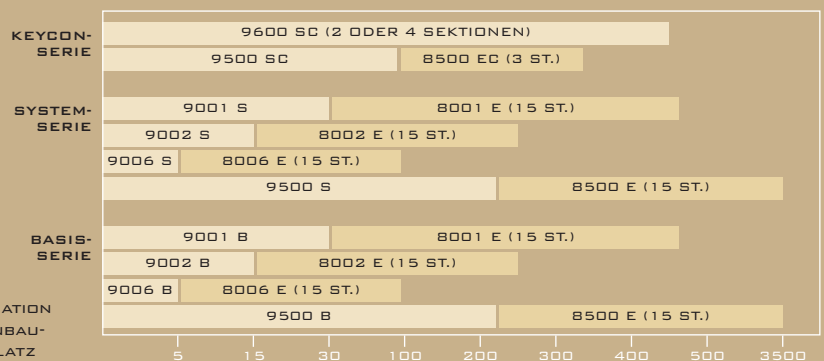 KEYCON-
SERIE
9600 SC (2 ODER 4 SEKTIONEN)
9500 SC 8500 EC (3 ST.)
SYSTEM-
SERIE
9001 S 8001 E (15 ST.)
9002 S 8002 E (15 ST.)
9006 S 8006 E (15 ST.)
9500 S 8500 E (15 ST.)
BASIS-
SERIE
9001 B 8001 E (15 ST.)
9002 B 8002 E (15 ST.)
9006 B 8006 E (15 ST.)
9500 B 8500 E (15 ST.)
ATION
NBAU-
LATZ
5 15 30 100 200 300 400 500 3500